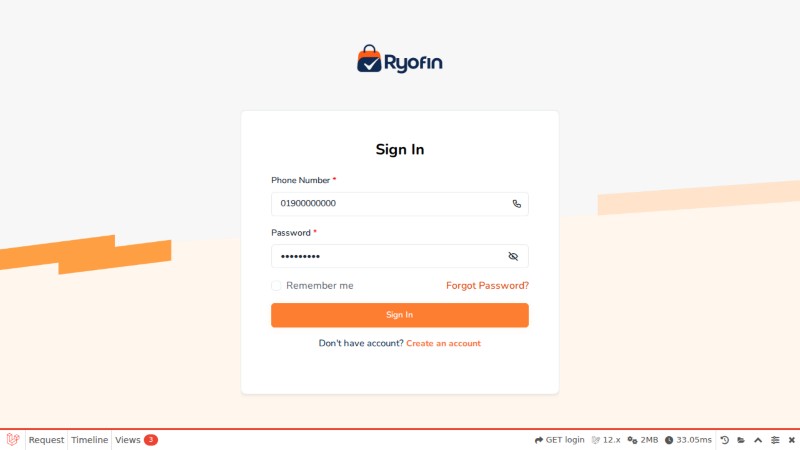 Ryofin
Sign In
Phone Number *
01900000000
Password *
•••••••••
Remember me
Forgot Password?
Sign In
Don't have account? Create an account
Request Timeline Views 3 GET login 12.x 2MB 33.05ms